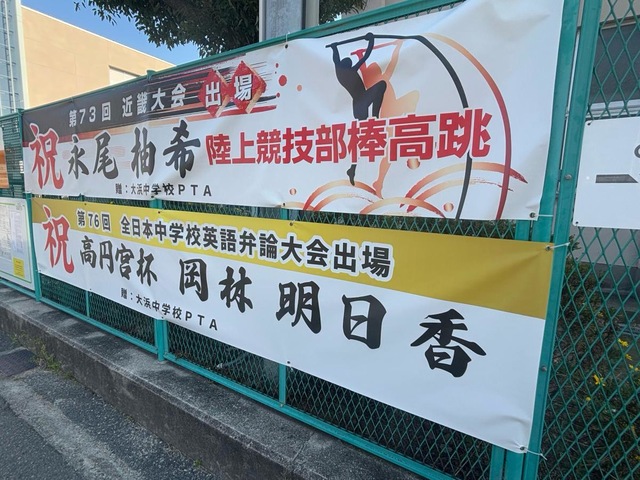 第73回 近畿大会 出場
祝 永尾 柚希 陸上競技部棒高跳
贈：大浜中学校PTA
第76回 全日本中学校英語弁論大会出場
祝 高円宮杯 岡林 明日香
贈：大浜中学校PTA